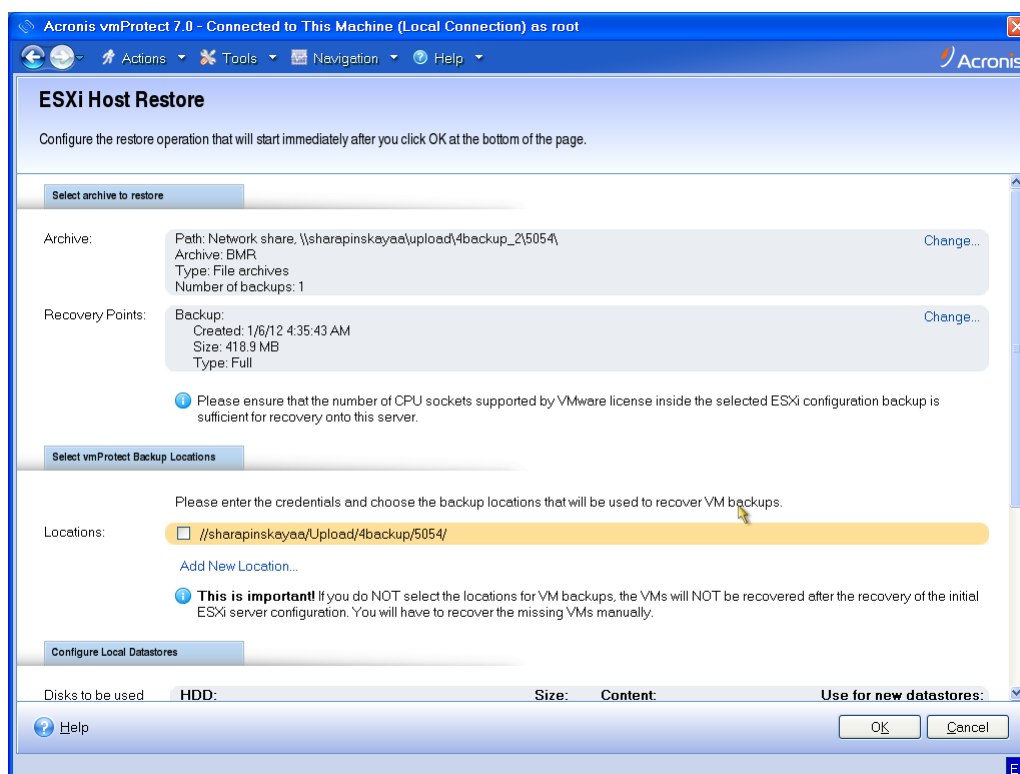 Acronis vmProtect 7.0 - Connected to This Machine (Local Connection) as root
Actions Tools Navigation Help
Acronis
ESXi Host Restore
Configure the restore operation that will start immediately after you click OK at the bottom of the page.
Select archive to restore
Archive:
Path: Network share, \\sharapinskayaa\upload\4backup_2\5054\
Change...
Archive: BMR
Type: File archives
Number of backups: 1
Recovery Points:
Backup:
Change...
Created: 1/6/12 4:35:43 AM
Size: 418.9 MB
Type: Full
Please ensure that the number of CPU sockets supported by VMware license inside the selected ESXi configuration backup is
sufficient for recovery onto this server.
Select vmProtect Backup Locations
Please enter the credentials and choose the backup locations that will be used to recover VM backups.
Locations:
//sharapinskayaa/Upload/4backup/5054/
Add New Location...
This is important! If you do NOT select the locations for VM backups, the VMs will NOT be recovered after the recovery of the initial
ESXi server configuration. You will have to recover the missing VMs manually.
Configure Local Datastores
Disks to be used
HDD: Size: Content: Use for new datastores:
Help
OK
Cancel